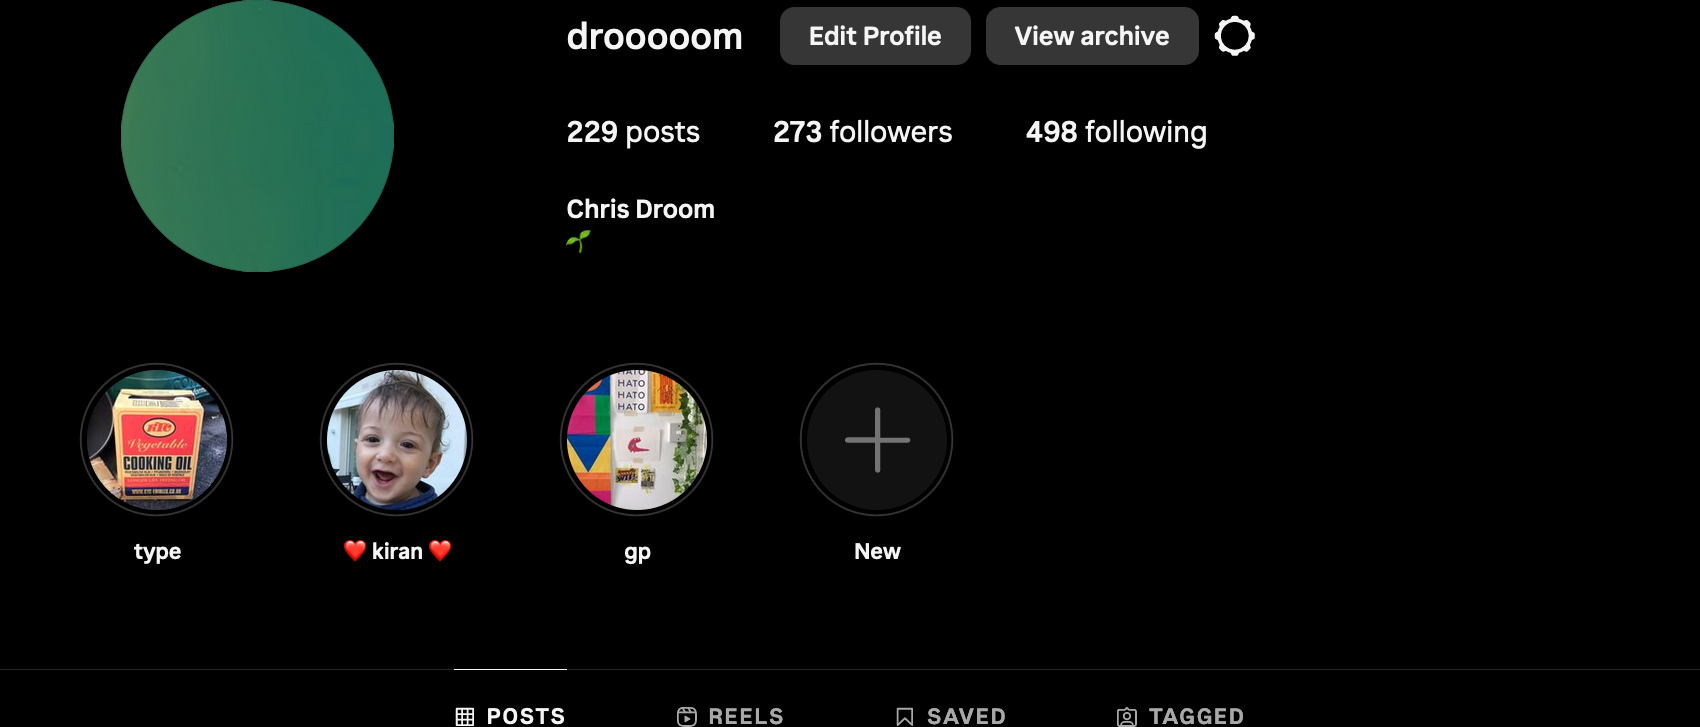 drooooom
Edit Profile
View archive
229 posts
273 followers
498 following
Chris Droom
🌱
KTC
Vegetable
COOKING OIL
HATO
HATO
HATO
HATO
type
❤️ kiran ❤️
gp
New
POSTS
REELS
SAVED
TAGGED